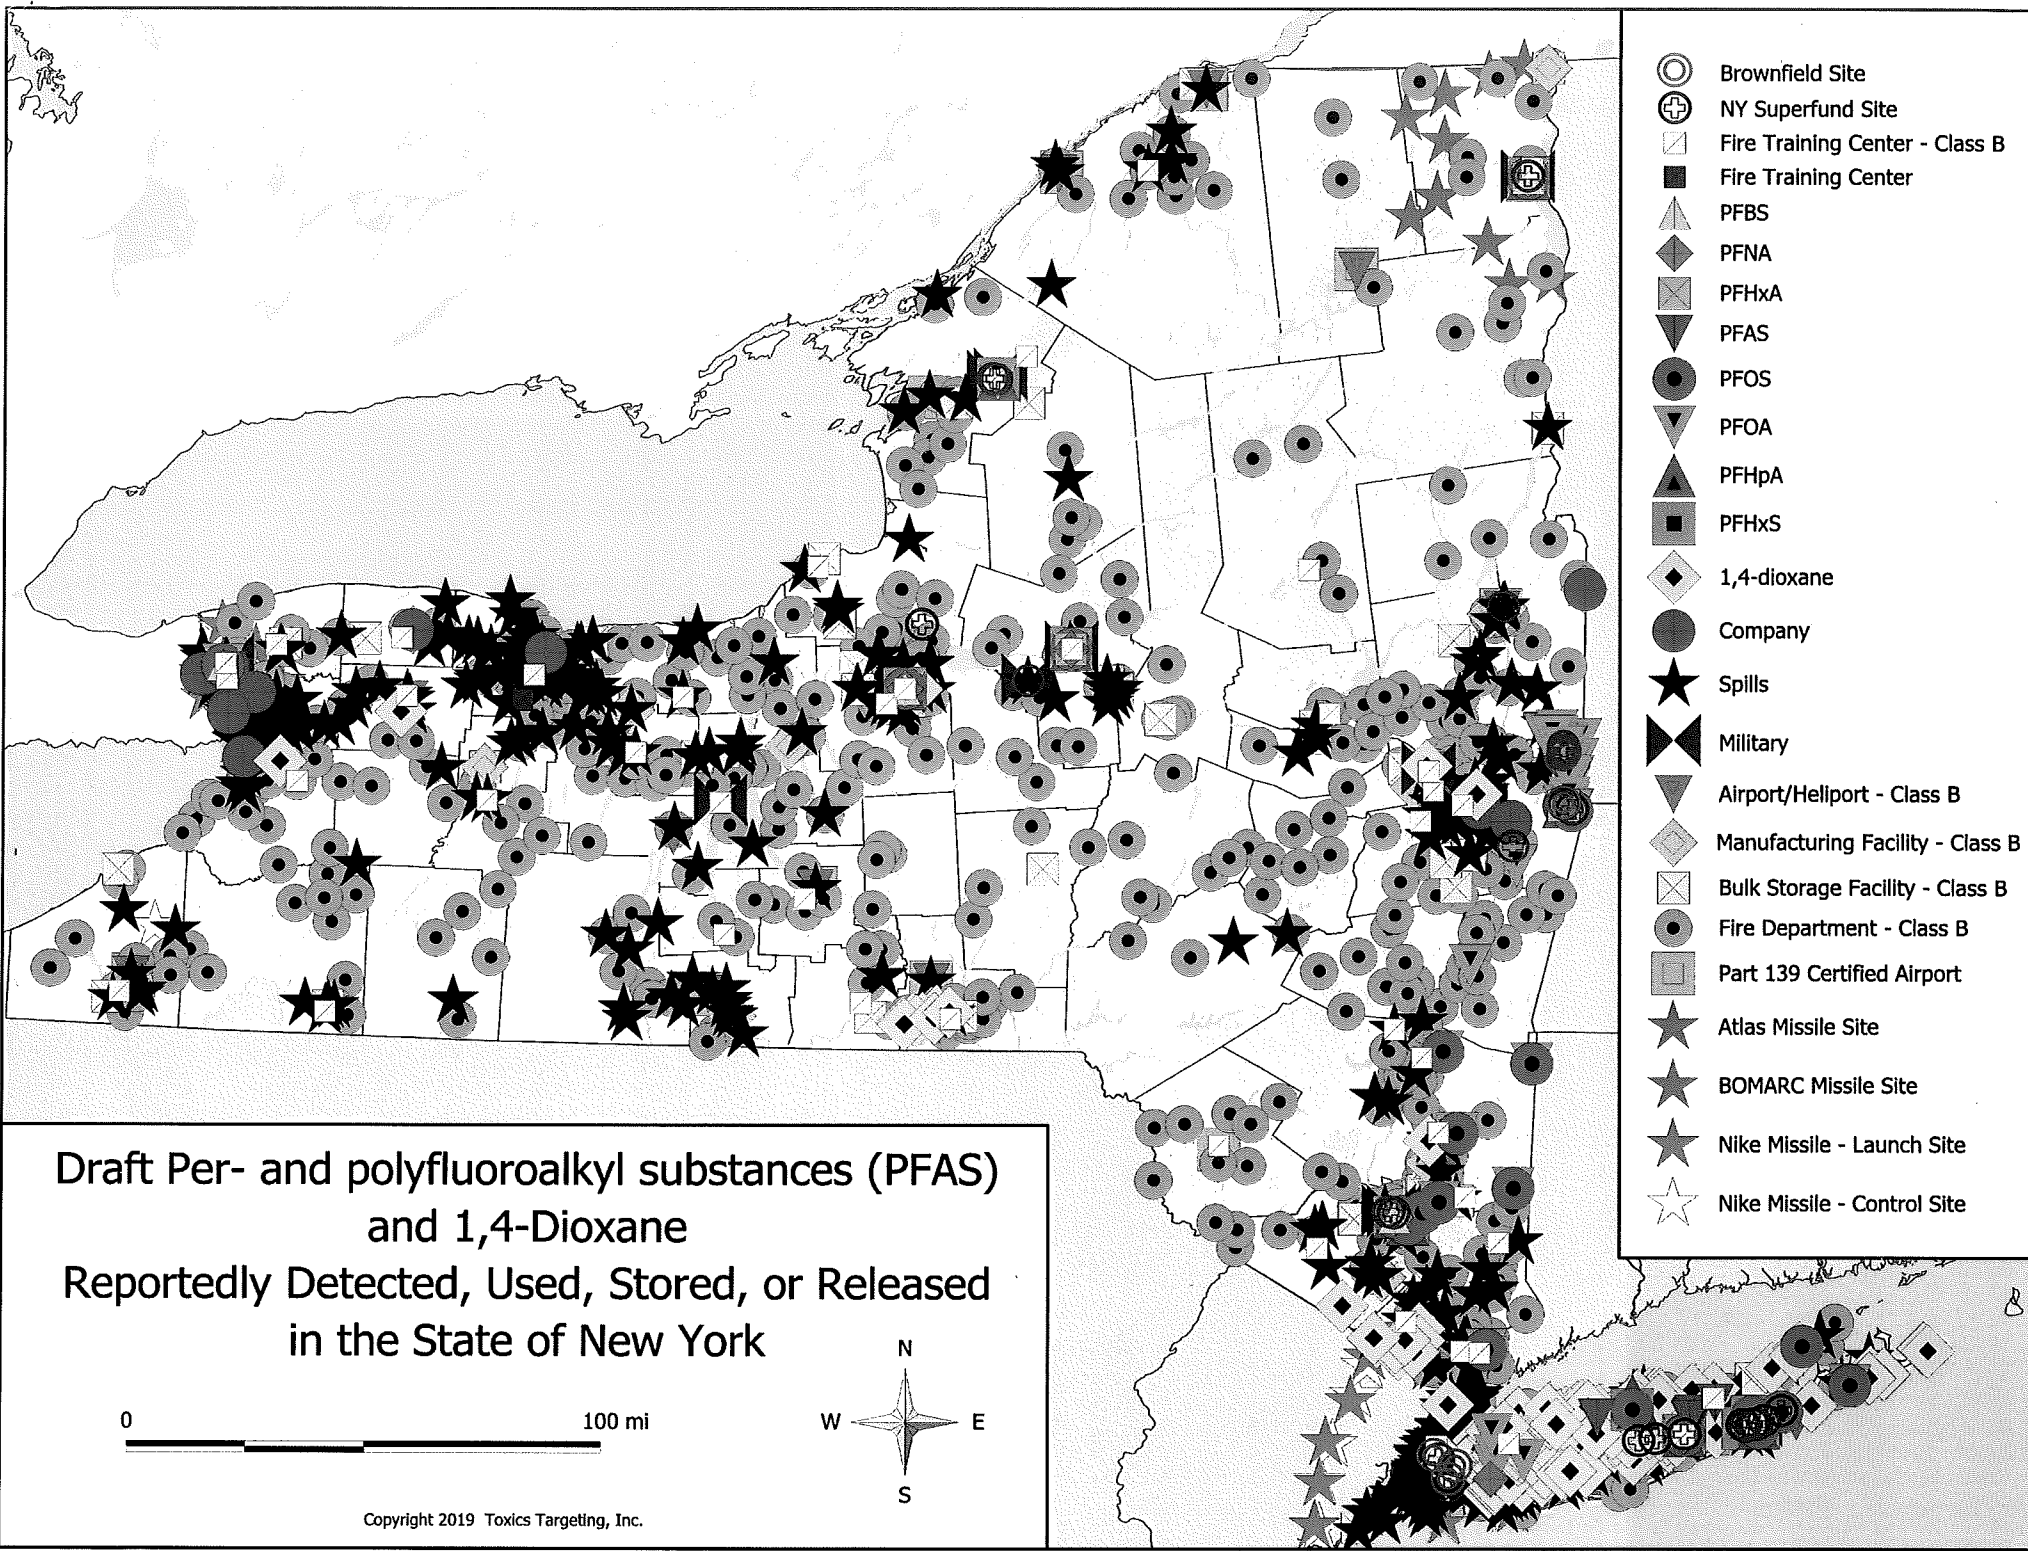 Brownfield Site
NY Superfund Site
Fire Training Center - Class B
Fire Training Center
PFBS
PFNA
PFHxA
PFAS
PFOS
PFOA
PFHpA
PFHxS
1,4-dioxane
Company
Spills
Military
Airport/Heliport - Class B
Manufacturing Facility - Class B
Bulk Storage Facility - Class B
Fire Department - Class B
Part 139 Certified Airport
Atlas Missile Site
BOMARC Missile Site
Nike Missile - Launch Site
Nike Missile - Control Site
Draft Per- and polyfluoroalkyl substances (PFAS)
and 1,4-Dioxane
Reportedly Detected, Used, Stored, or Released
in the State of New York
0 100 mi
N
W E
S
Copyright 2019 Toxics Targeting, Inc.